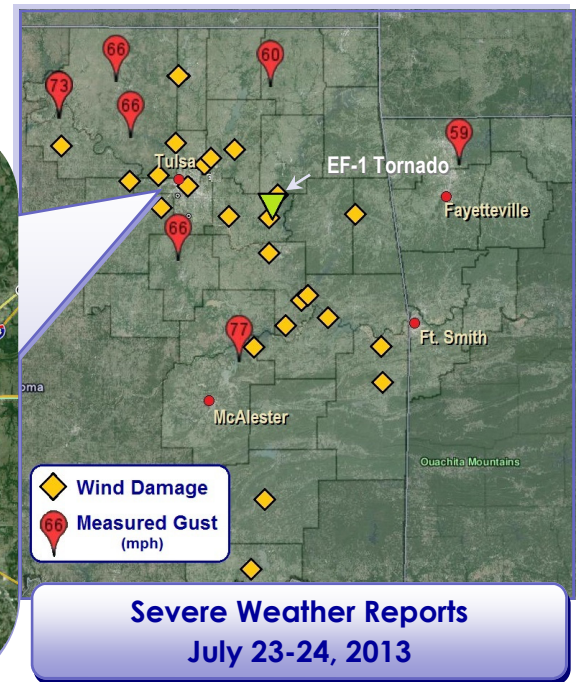 66
60
73
66
59
Tulsa
EF-1 Tornado
Fayetteville
66
77
Ft. Smith
oma
McAlester
Ouachita Mountains
Wind Damage
66 Measured Gust
(mph)
Severe Weather Reports
July 23-24, 2013